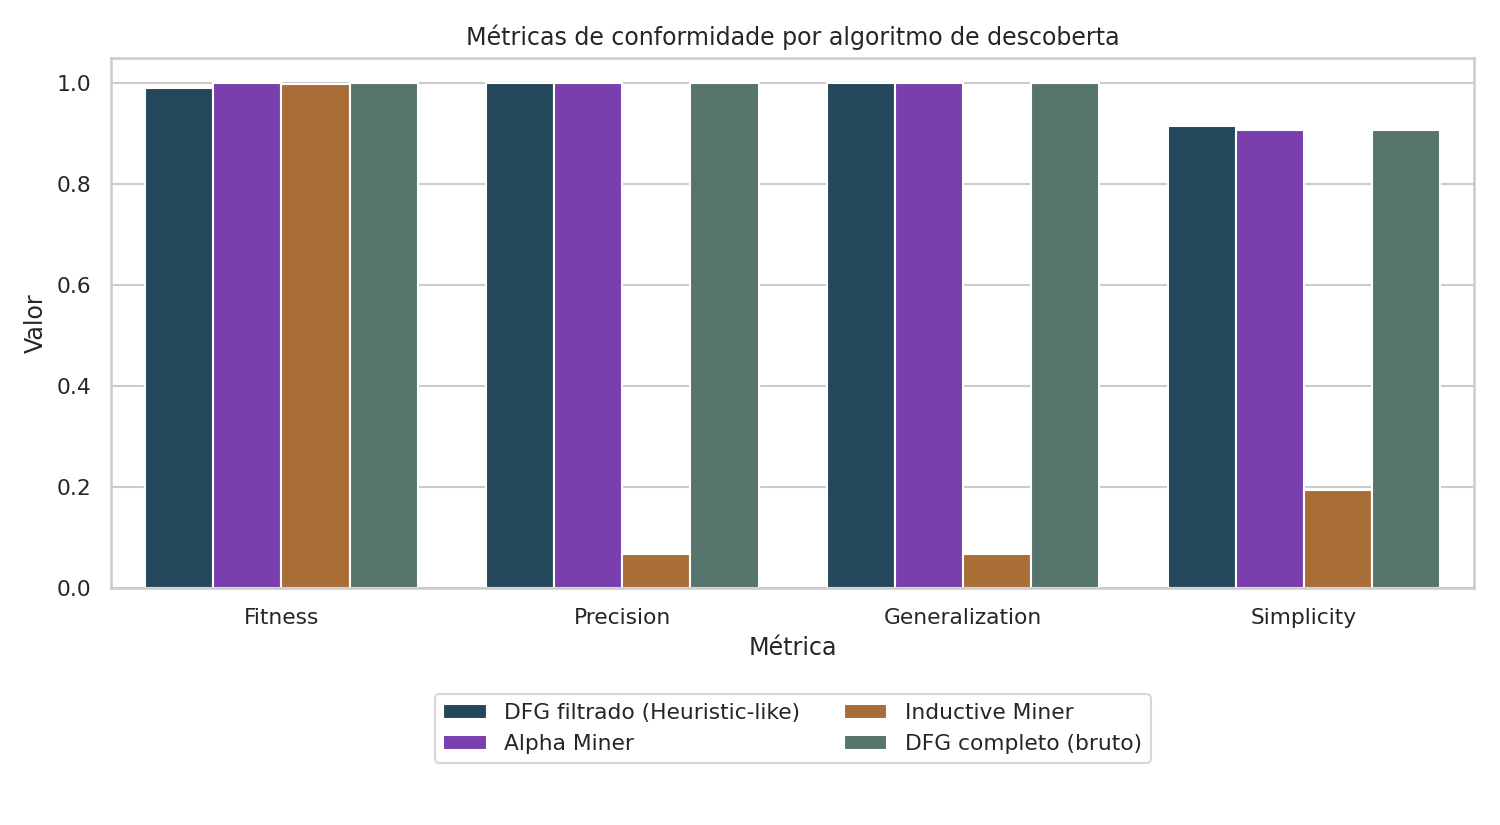 Métricas de conformidade por algoritmo de descoberta
1.0
0.8
0.6
0.4
0.2
0.0
Valor
Fitness
Precision
Generalization
Simplicity
Métrica
DFG filtrado (Heuristic-like)
Alpha Miner
Inductive Miner
DFG completo (bruto)